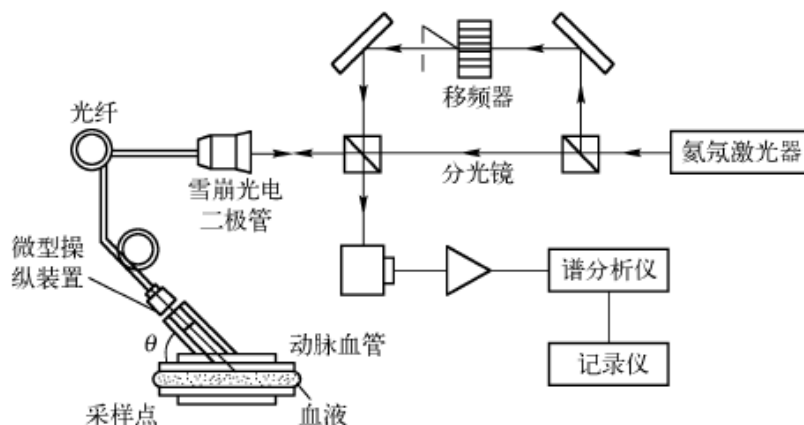 移频器
光纤
氦氖激光器
分光镜
雪崩光电
二极管
微型操
纵装置
谱分析仪
θ
动脉血管
记录仪
采样点
血液